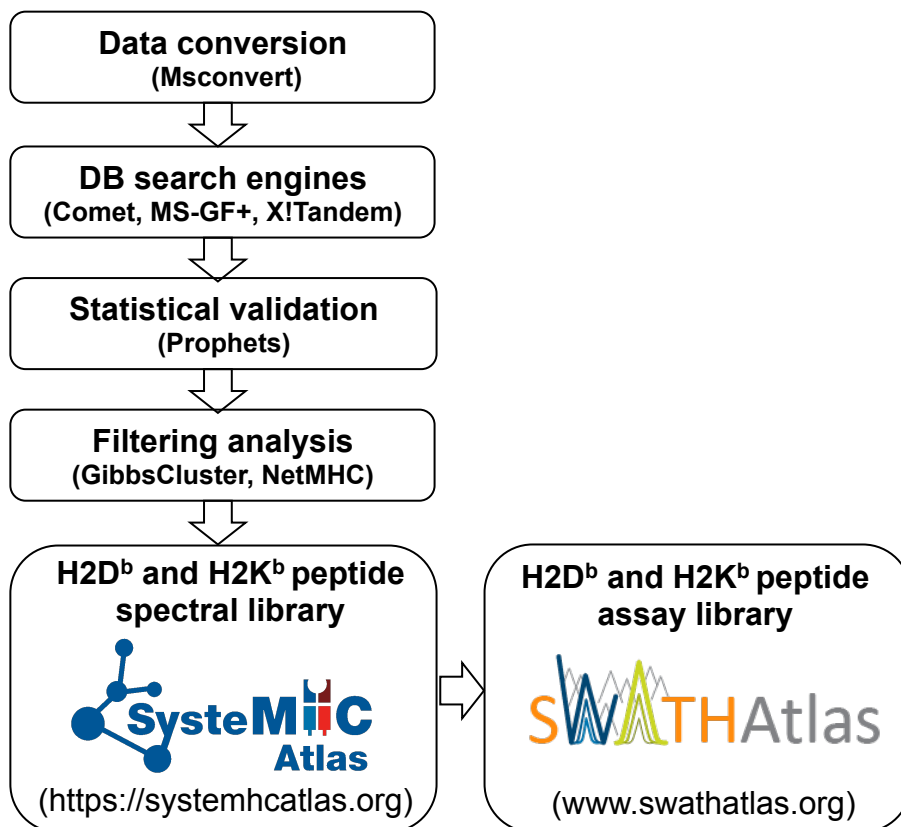 Data conversion
(Msconvert)
DB search engines
(Comet, MS-GF+, X!Tandem)
Statistical validation
(Prophets)
Filtering analysis
(GibbsCluster, NetMHC)
H2Dᵇ and H2Kᵇ peptide
spectral library
SysteMHC
Atlas
(https://systemhcatlas.org)
H2Dᵇ and H2Kᵇ peptide
assay library
SWATHAtlas
(www.swathatlas.org)